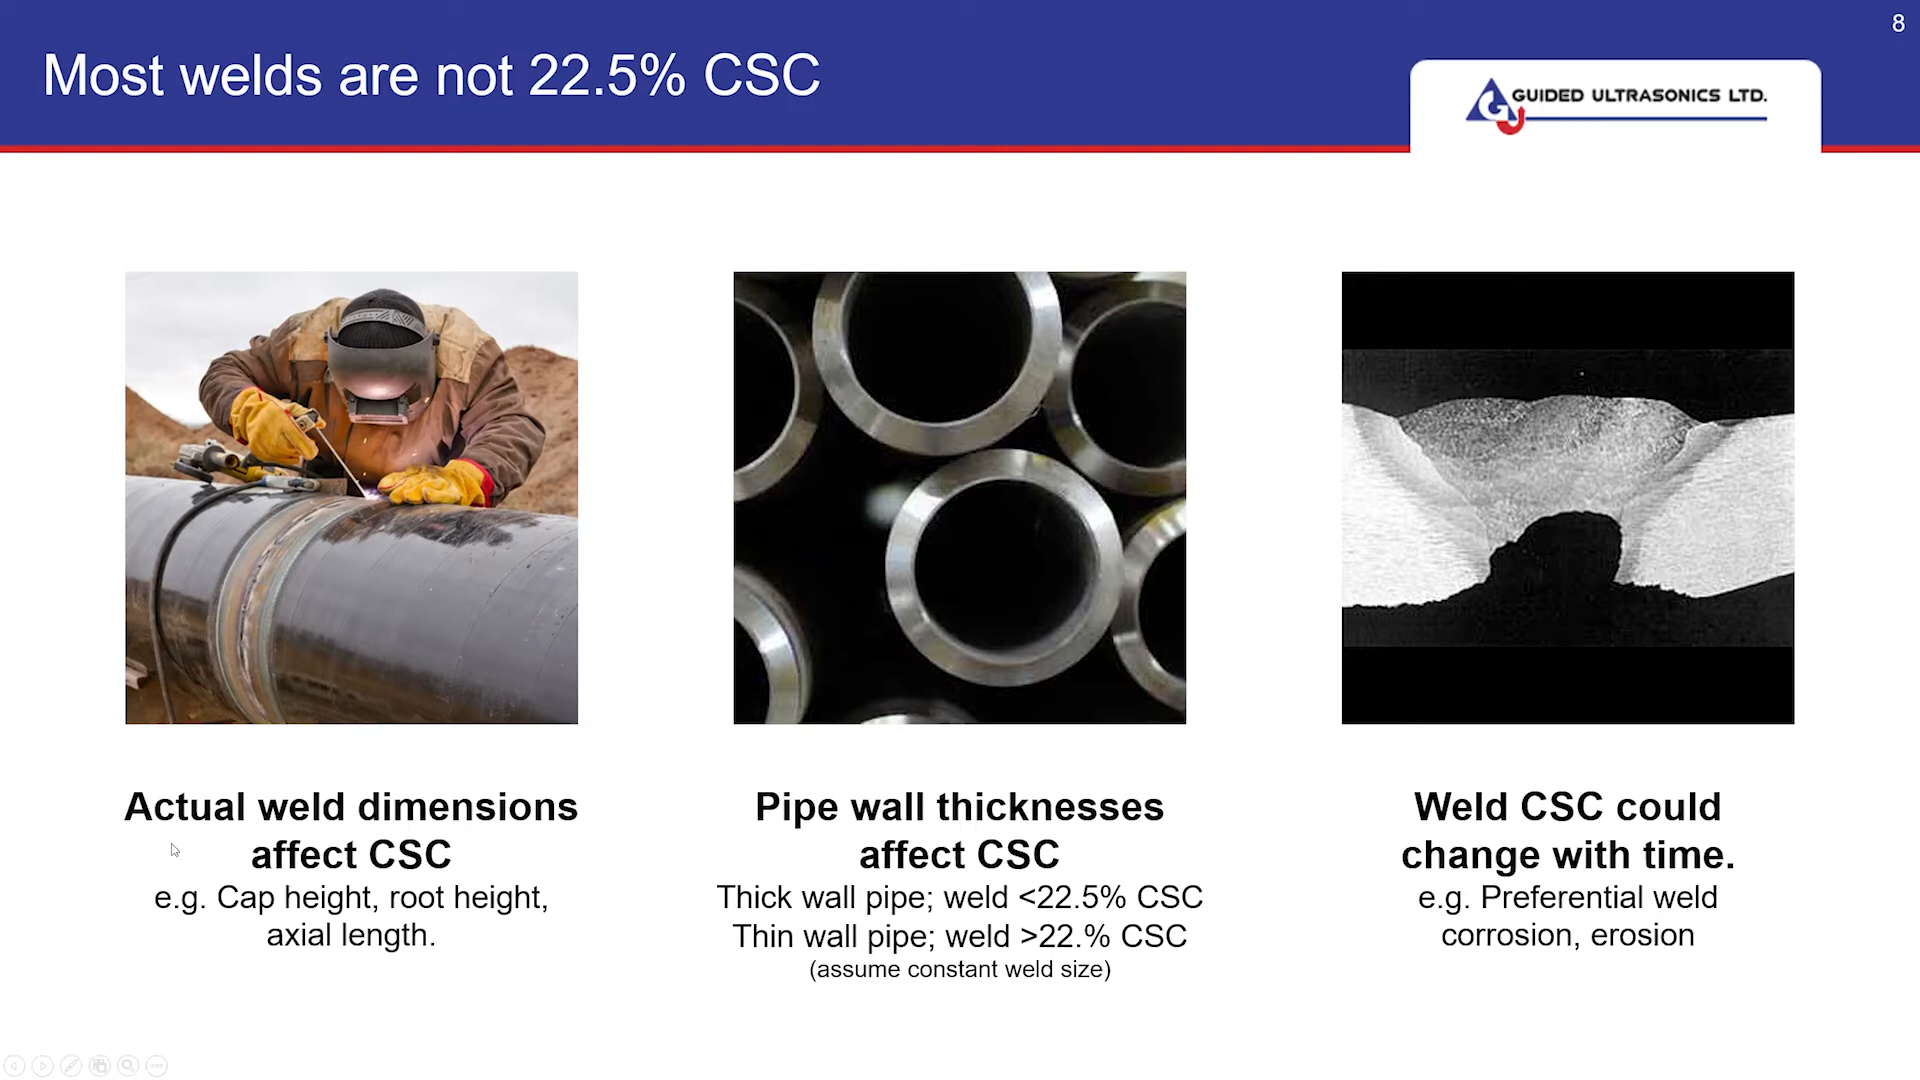 8
Most welds are not 22.5% CSC
GUIDED ULTRASONICS LTD.
Actual weld dimensions
affect CSC
e.g. Cap height, root height,
axial length.
Pipe wall thicknesses
affect CSC
Thick wall pipe; weld <22.5% CSC
Thin wall pipe; weld >22.% CSC
(assume constant weld size)
Weld CSC could
change with time.
e.g. Preferential weld
corrosion, erosion